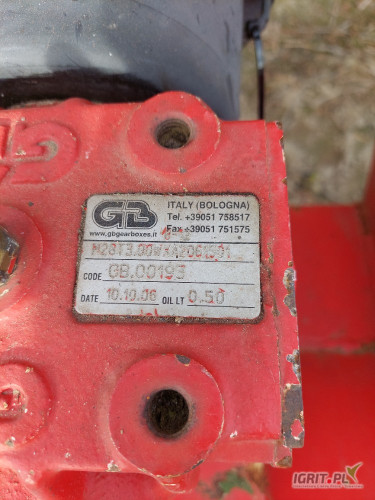 GB
ITALY (BOLOGNA)
Tel. +39051 758517
Fax +39051 751575
www.gbgearboxes.it
CODE GB.00193
DATE 10.10.06 OIL LT 0.50
IGRIT.PL